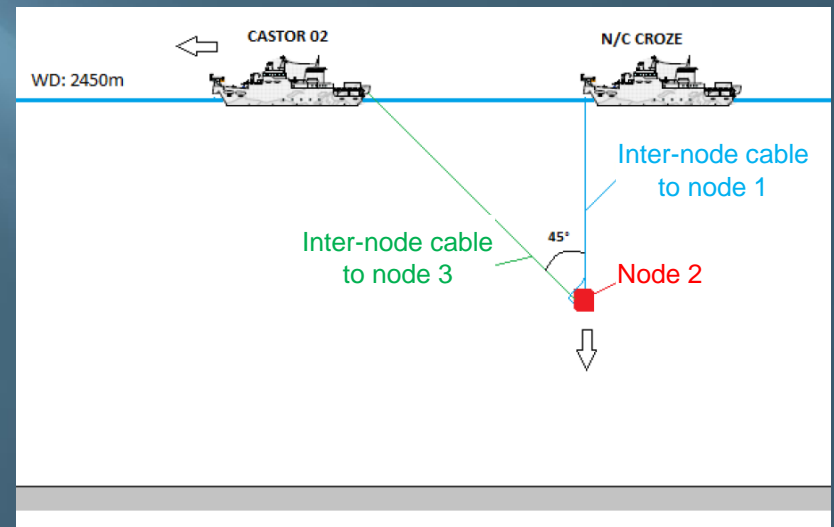 CASTOR 02
N/C CROZE
WD: 2450m
Inter-node cable
to node 1
45°
Inter-node cable
to node 3
Node 2